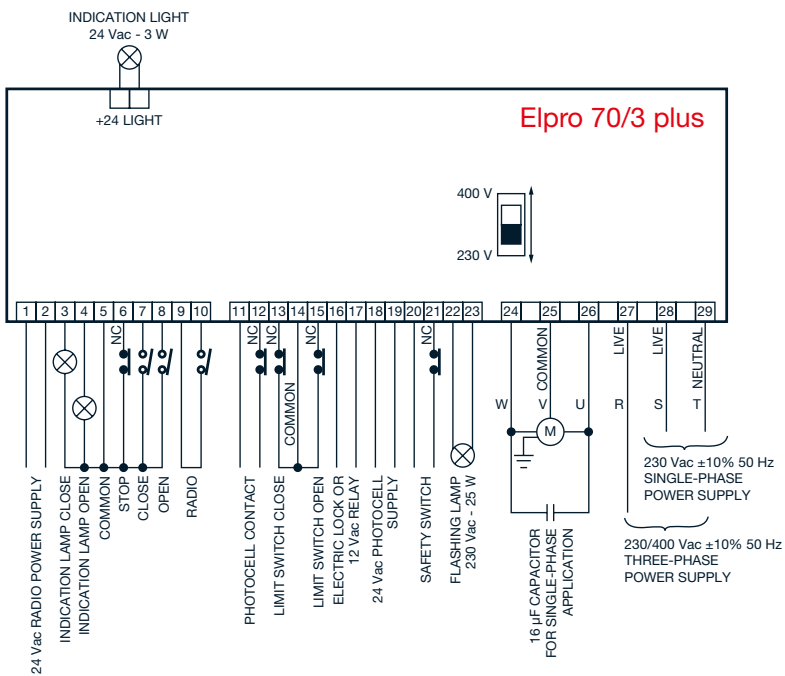 INDICATION LIGHT
24 Vac - 3 W
+24 LIGHT
Elpro 70/3 plus
400 V
230 V
1 2 3 4 5 6 7 8 9 10
11 12 13 14 15 16 17 18 19 20 21 22 23
24 25 26 27 28 29
NC
NC
NC
NC
NC
COMMON
COMMON
LIVE
LIVE
NEUTRAL
W
V
U
R
S
T
M
24 Vac RADIO POWER SUPPLY
INDICATION LAMP CLOSE
INDICATION LAMP OPEN
COMMON
STOP
CLOSE
OPEN
RADIO
PHOTOCELL CONTACT
LIMIT SWITCH CLOSE
LIMIT SWITCH OPEN
ELECTRIC LOCK OR
12 Vac RELAY
24 Vac PHOTOCELL
SUPPLY
SAFETY SWITCH
FLASHING LAMP
230 Vac - 25 W
16 µF CAPACITOR
FOR SINGLE-PHASE
APPLICATION
230 Vac ±10% 50 Hz
SINGLE-PHASE
POWER SUPPLY
230/400 Vac ±10% 50 Hz
THREE-PHASE
POWER SUPPLY